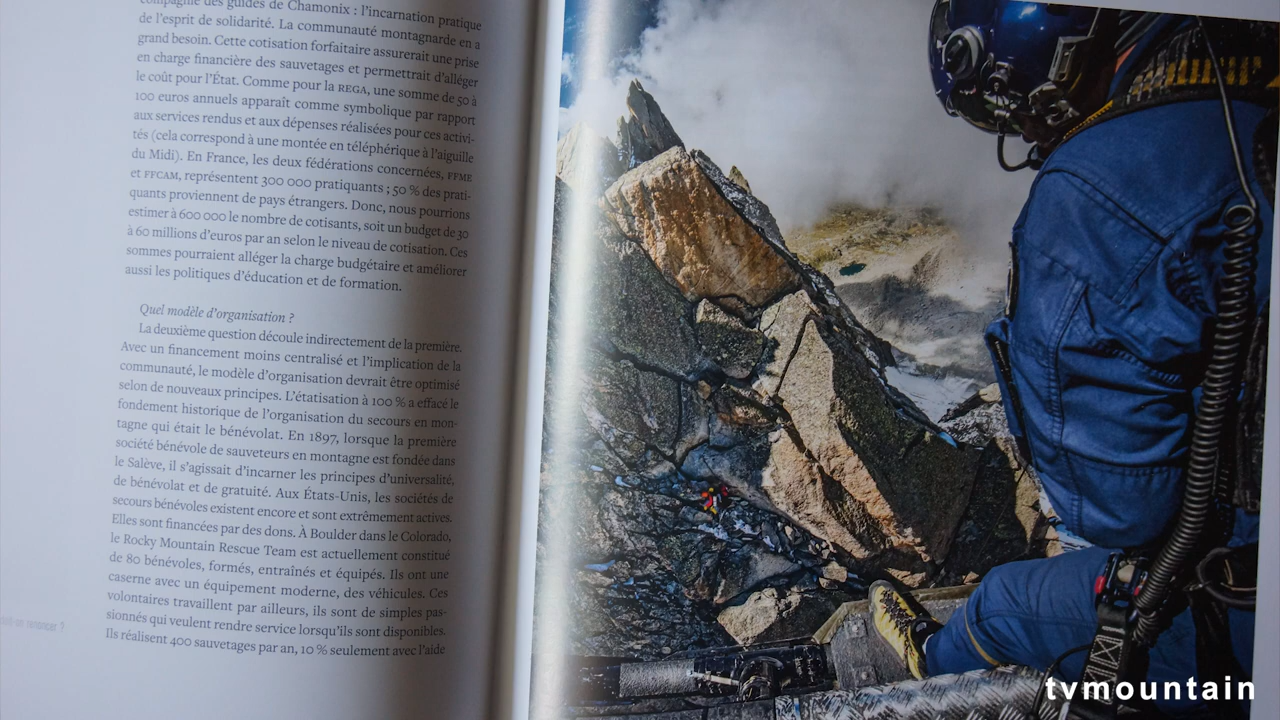 compagnie des guides de Chamonix : l'incarnation pratique
de l'esprit de solidarité. La communauté montagnarde en a
grand besoin. Cette cotisation forfaitaire assurerait une prise
en charge financière des sauvetages et permettrait d'alléger
le coût pour l'État. Comme pour la REGA, une somme de 50 à
100 euros annuels apparaît comme symbolique par rapport
aux services rendus et aux dépenses réalisées pour ces activi-
tés (cela correspond à une montée en téléphérique à l'aiguille
du Midi). En France, les deux fédérations concernées, FFME
et FFCAM, représentent 300 000 pratiquants ; 50 % des prati-
quants proviennent de pays étrangers. Donc, nous pourrions
estimer à 600 000 le nombre de cotisants, soit un budget de 30
à 60 millions d'euros par an selon le niveau de cotisation. Ces
sommes pourraient alléger la charge budgétaire et améliorer
aussi les politiques d'éducation et de formation.
Quel modèle d'organisation ?
La deuxième question découle indirectement de la première.
Avec un financement moins centralisé et l'implication de la
communauté, le modèle d'organisation devrait être optimisé
selon de nouveaux principes. L'étatisation à 100 % a effacé le
fondement historique de l'organisation du secours en mon-
tagne qui était le bénévolat. En 1897, lorsque la première
société bénévole de sauveteurs en montagne est fondée dans
le Salève, il s'agissait d'incarner les principes d'universalité,
de bénévolat et de gratuité. Aux États-Unis, les sociétés de
secours bénévoles existent encore et sont extrêmement actives.
Elles sont financées par des dons. À Boulder dans le Colorado,
le Rocky Mountain Rescue Team est actuellement constitué
de 80 bénévoles, formés, entraînés et équipés. Ils ont une
caserne avec un équipement moderne, des véhicules. Ces
volontaires travaillent par ailleurs, ils sont de simples pas-
sionnés qui veulent rendre service lorsqu'ils sont disponibles.
Ils réalisent 400 sauvetages par an, 10 % seulement avec l'aide
tvmountain